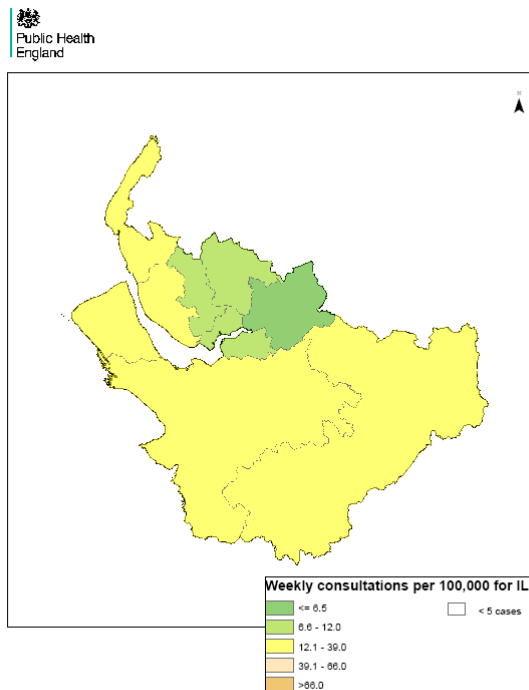 Public Health
England
N
Weekly consultations per 100,000 for IL
<= 6.5
< 5 cases
6.6 - 12.0
12.1 - 39.0
39.1 - 66.0
>66.0